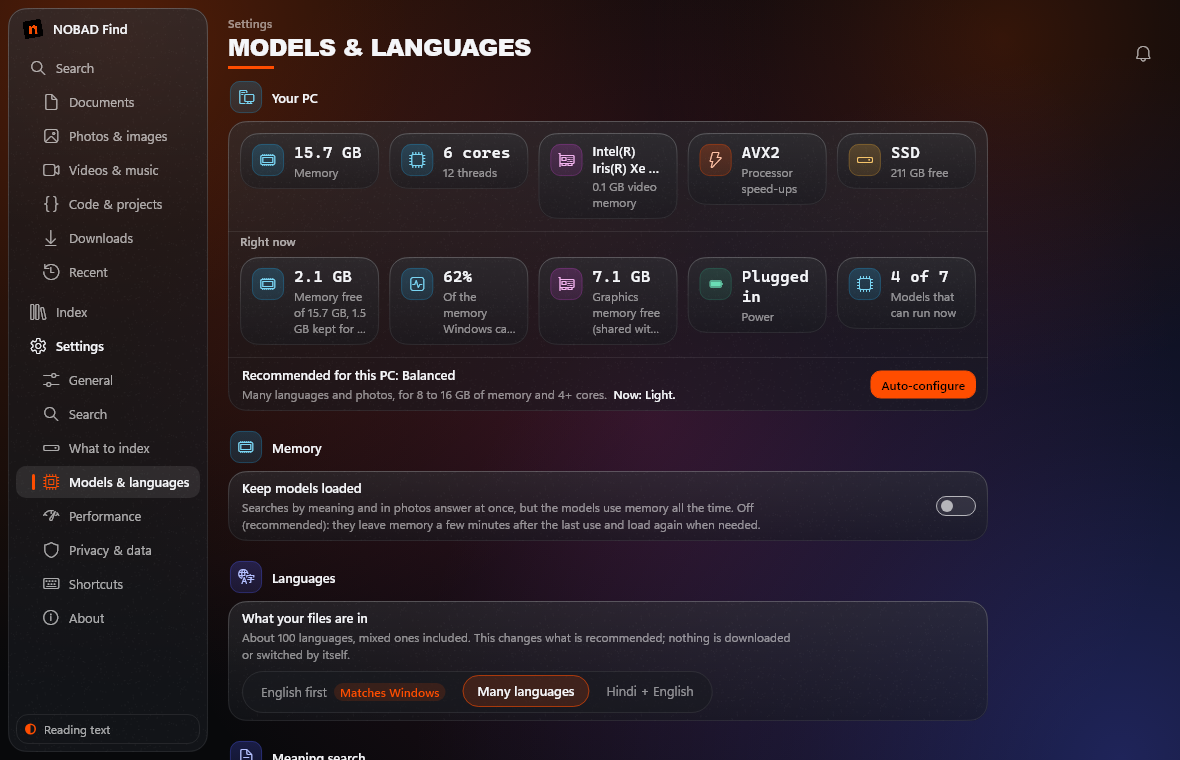 NOBAD Find
Search
Documents
Photos & images
Videos & music
Code & projects
Downloads
Recent
Index
Settings
General
Search
What to index
Models & languages
Performance
Privacy & data
Shortcuts
About
Reading text
Settings
MODELS & LANGUAGES
Your PC
15.7 GB
Memory
6 cores
12 threads
Intel(R)
Iris(R) Xe ...
0.1 GB video
memory
AVX2
Processor
speed-ups
SSD
211 GB free
Right now
2.1 GB
Memory free
of 15.7 GB, 1.5
GB kept for ...
62%
Of the
memory
Windows ca...
7.1 GB
Graphics
memory free
(shared wit...
Plugged
in
Power
4 of 7
Models that
can run now
Recommended for this PC: Balanced
Many languages and photos, for 8 to 16 GB of memory and 4+ cores. Now: Light.
Auto-configure
Memory
Keep models loaded
Searches by meaning and in photos answer at once, but the models use memory all the time. Off
(recommended): they leave memory a few minutes after the last use and load again when needed.
Languages
What your files are in
About 100 languages, mixed ones included. This changes what is recommended; nothing is downloaded
or switched by itself.
English first Matches Windows Many languages Hindi + English
Meaning search